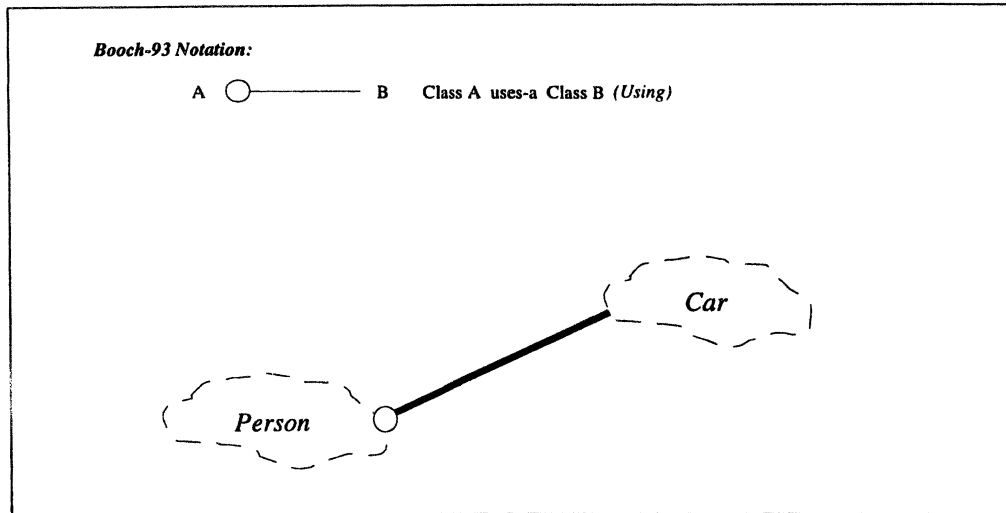 Booch-93 Notation:
A B Class A uses-a Class B (Using)
Car
Person